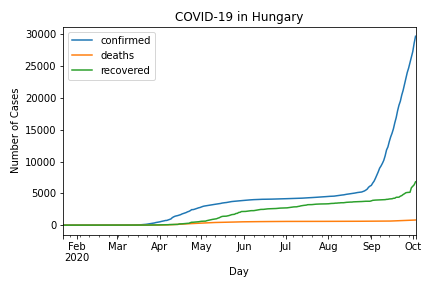 COVID-19 in Hungary
confirmed
deaths
recovered
Number of Cases
30000
25000
20000
15000
10000
5000
0
Feb Mar Apr May Jun Jul Aug Sep Oct
2020
Day